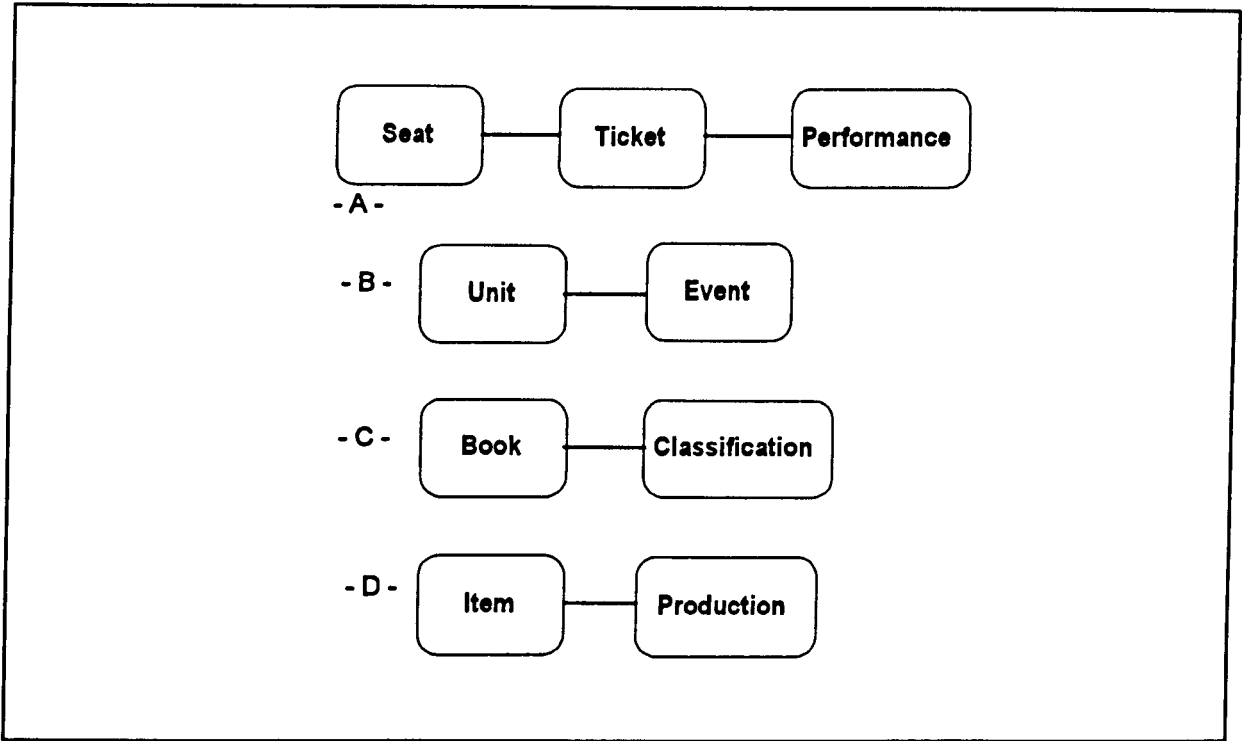 Seat Ticket Performance
- A -
- B - Unit Event
- C - Book Classification
- D - Item Production